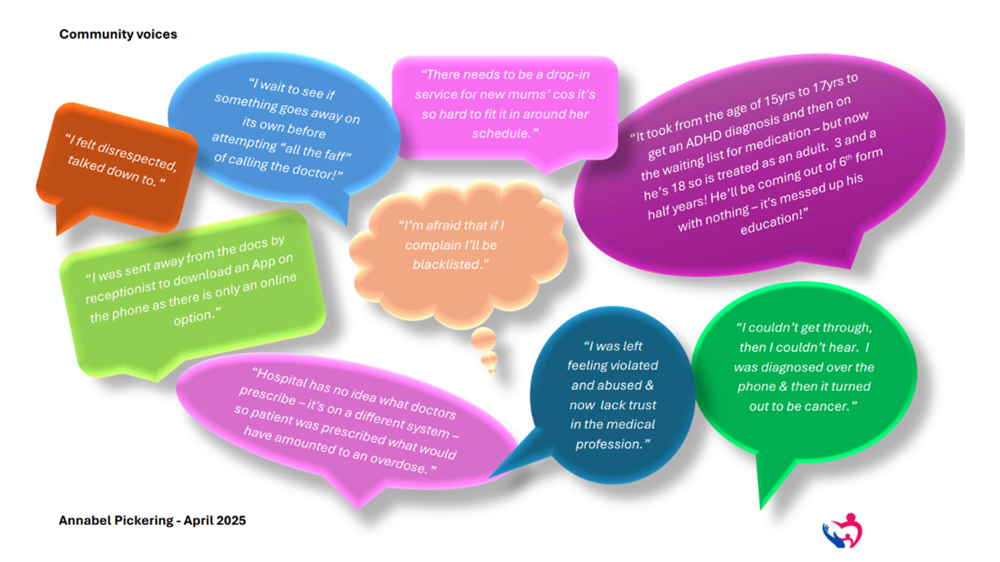 Community voices
“I felt disrespected,
talked down to.”
“I wait to see if
something goes away on
its own before
attempting “all the faff”
of calling the doctor!”
“There needs to be a drop-in
service for new mums’ cos it’s
so hard to fit it in around her
schedule.”
“It took from the age of 15yrs to 17yrs to
get an ADHD diagnosis and then on
the waiting list for medication – but now
he’s 18 so is treated as an adult.  3 and a
half years! He’ll be coming out of 6th form
with nothing – it's messed up his
education!”
“I was sent away from the docs by
receptionist to download an App on
the phone as there is only an online
option.”
“I’m afraid that if I
complain I’ll be
blacklisted.”
“Hospital has no idea what doctors
prescribe – it's on a different system –
so patient was prescribed what would
have amounted to an overdose.”
“I was left
feeling violated
and abused &
now  lack trust
in the medical
profession.”
“I couldn’t get through,
then I couldn’t hear.  I
was diagnosed over the
phone & then it turned
out to be cancer.”
Annabel Pickering - April 2025